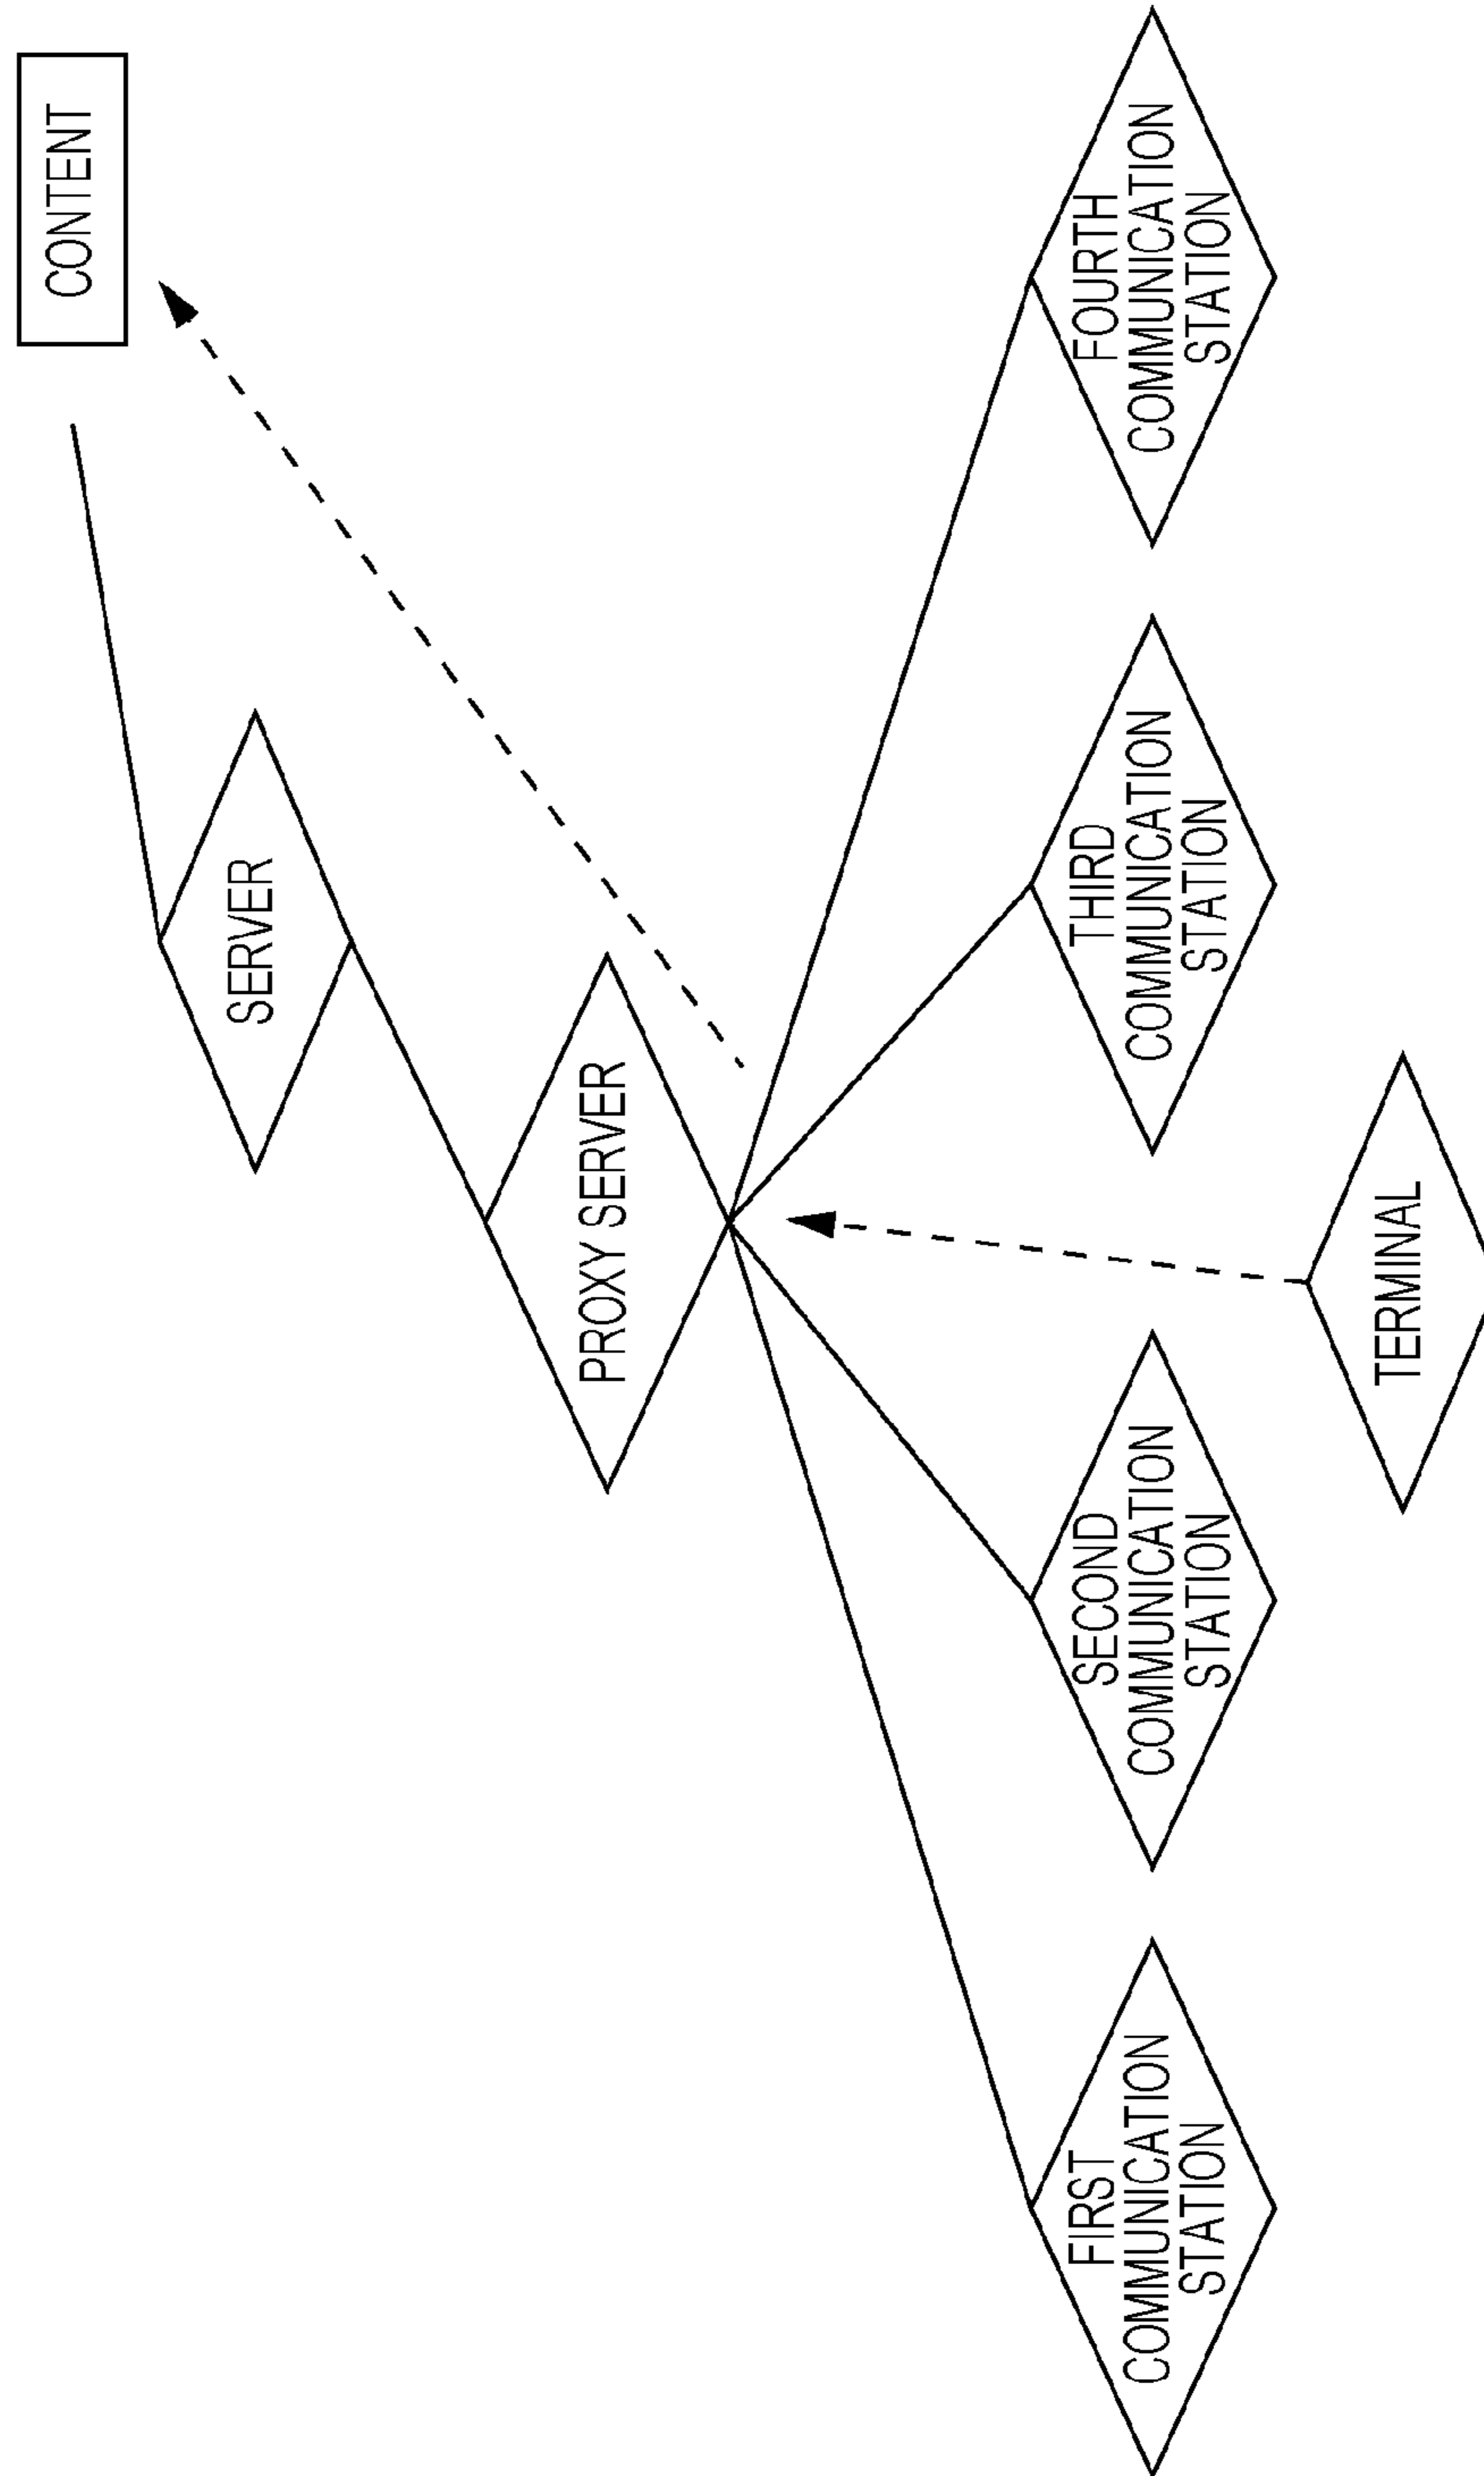 CONTENT
SERVER
PROXY SERVER
FIRST
COMMUNICATION
STATION
SECOND
COMMUNICATION
STATION
THIRD
COMMUNICATION
STATION
FOURTH
COMMUNICATION
STATION
TERMINAL